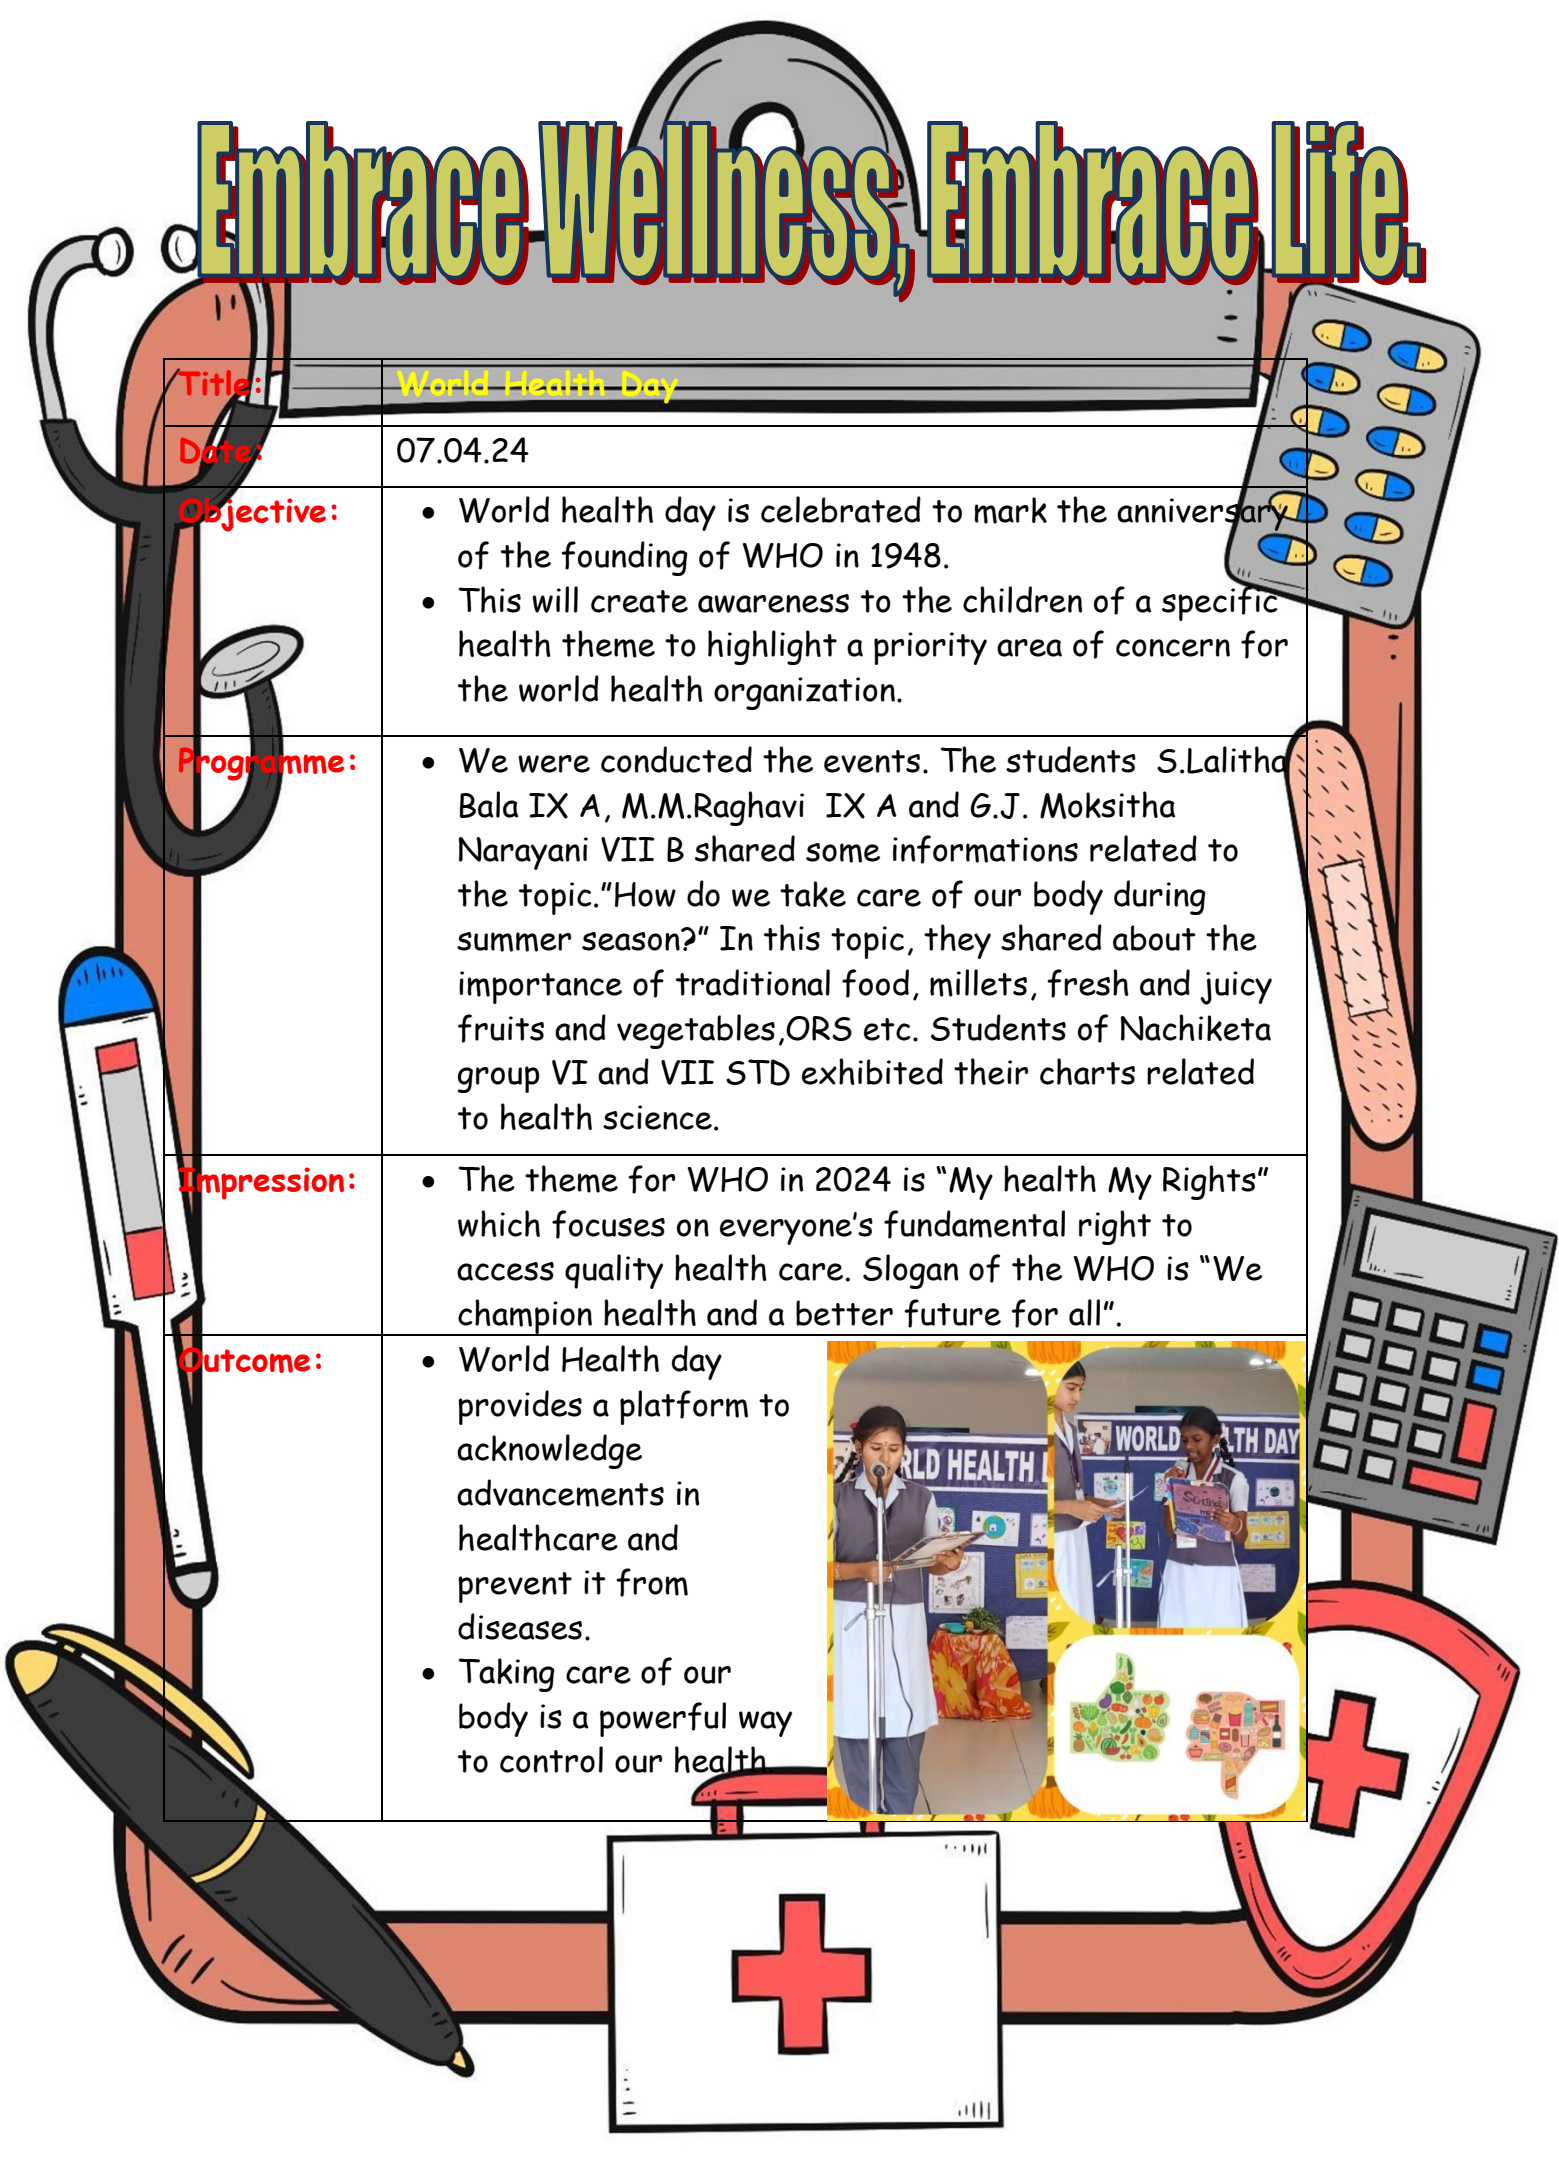 Embrace Wellness, Embrace Life.
Title: World Health Day
Date: 07.04.24
Objective: • World health day is celebrated to mark the anniversary
of the founding of WHO in 1948.
• This will create awareness to the children of a specific
health theme to highlight a priority area of concern for
the world health organization.
Programme: • We were conducted the events. The students S.Lalitha
Bala IX A, M.M.Raghavi IX A and G.J. Moksitha
Narayani VII B shared some informations related to
the topic.”How do we take care of our body during
summer season?” In this topic, they shared about the
importance of traditional food, millets, fresh and juicy
fruits and vegetables,ORS etc. Students of Nachiketa
group VI and VII STD exhibited their charts related
to health science.
Impression: • The theme for WHO in 2024 is “My health My Rights”
which focuses on everyone’s fundamental right to
access quality health care. Slogan of the WHO is “We
champion health and a better future for all”.
Outcome: • World Health day
provides a platform to
acknowledge
advancements in
healthcare and
prevent it from
diseases.
• Taking care of our
body is a powerful way
to control our health.
RLD HEALTH
WORLD LTH DAY